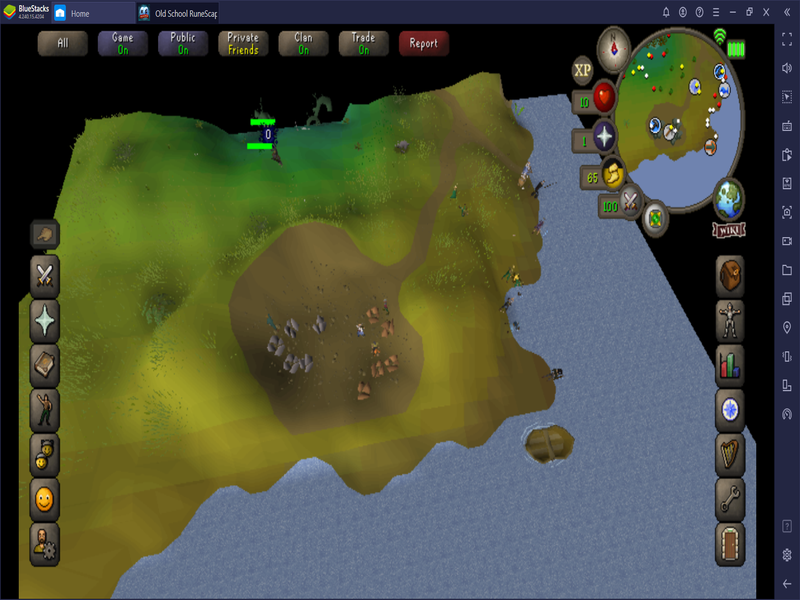 BlueStacks
4.240.15.4204
Home
Old School RuneScap
All
Game
On
Public
On
Private
Friends
Clan
On
Trade
On
Report
XP
10
1
65
100
WIKI
0